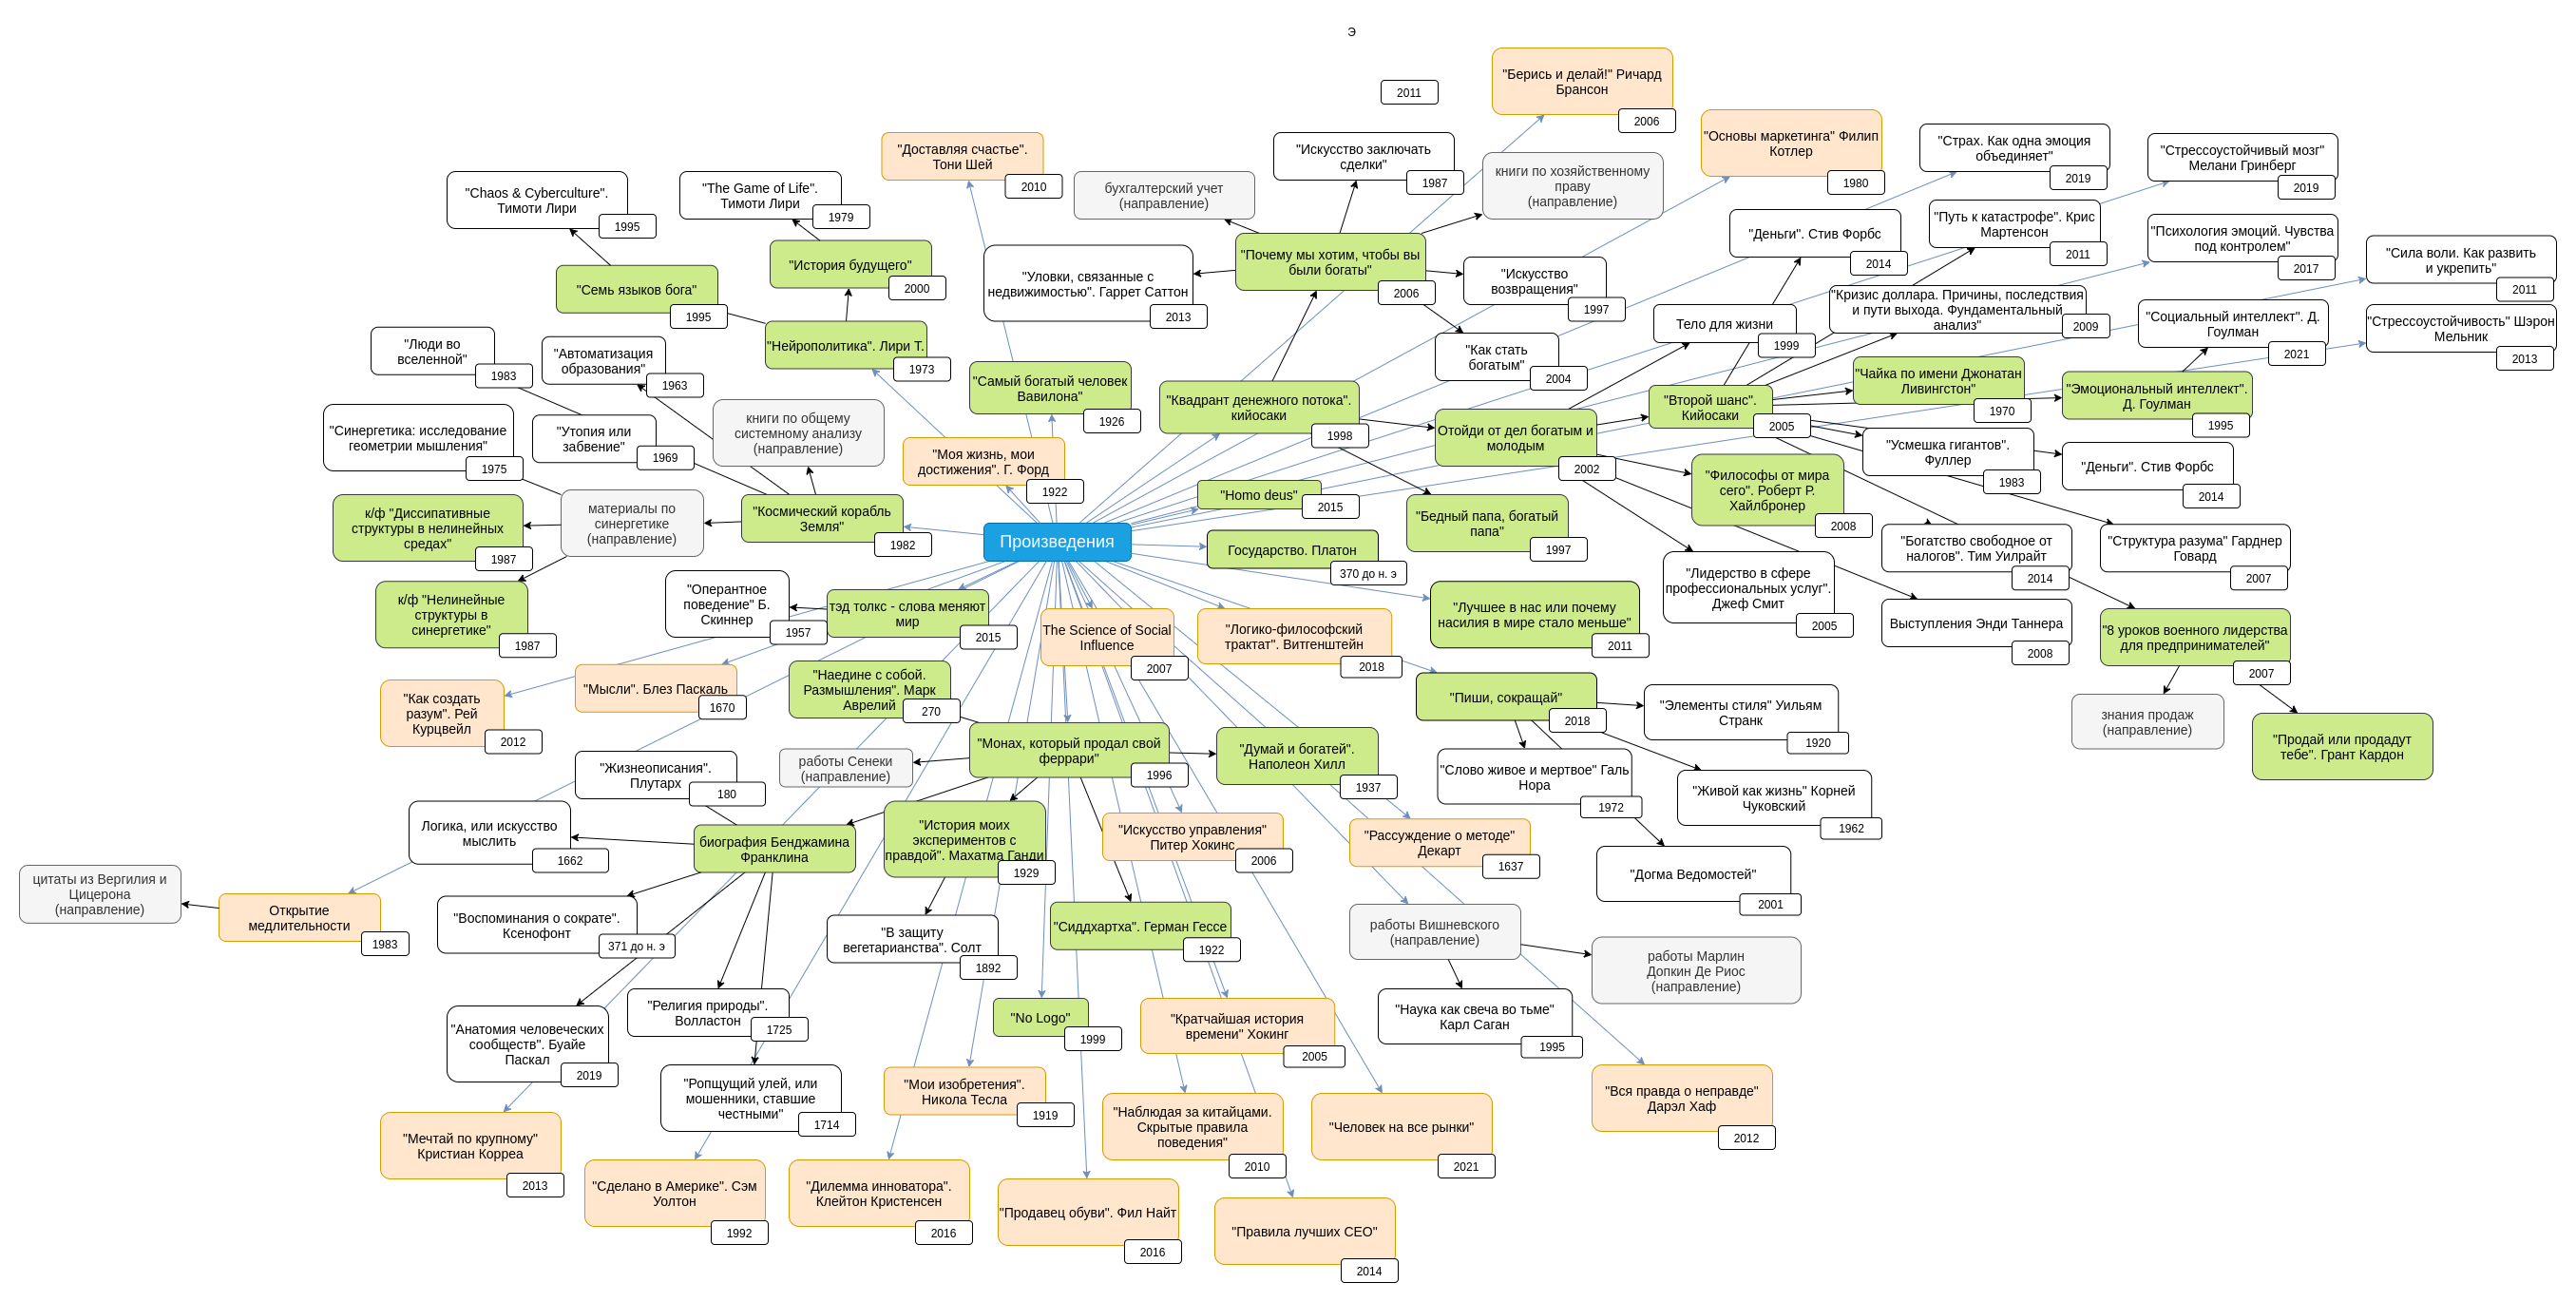 э
"Берись и делай!" Ричард
Брансон
2006
2011
"Основы маркетинга" Филип
Котлер
1980
"Доставляя счастье".
Тони Шей
2010
"Искусство заключать
сделки"
1987
книги по хозяйственному
праву
(направление)
"Страх. Как одна эмоция
объединяет"
2019
"Стрессоустойчивый мозг"
Мелани Гринберг
2019
"Chaos & Cyberculture".
Тимоти Лири
1995
"The Game of Life".
Тимоти Лири
1979
бухгалтерский учет
(направление)
"Деньги". Стив Форбс
2014
"Путь к катастрофе". Крис
Мартенсон
2011
"Психология эмоций. Чувства
под контролем"
2017
"Сила воли. Как развить
и укрепить"
2011
"Семь языков бога"
1995
"История будущего"
2000
"Уловки, связанные с
недвижимостью". Гаррет Саттон
2013
"Почему мы хотим, чтобы вы
были богаты"
2006
"Искусство
возвращения"
1997
Тело для жизни
1999
"Кризис доллара. Причины, последствия
и пути выхода. Фундаментальный
анализ"
2009
"Социальный интеллект". Д.
Гоулман
2021
"Стрессоустойчивость" Шэрон
Мельник
2013
"Люди во
вселенной"
1983
"Автоматизация
образования"
1963
"Нейрополитика". Лири Т.
1973
"Самый богатый человек
Вавилона"
1926
"Квадрант денежного потока".
кийосаки
1998
"Как стать
богатым"
2004
"Второй шанс".
Кийосаки
2005
"Чайка по имени Джонатан
Ливингстон"
1970
"Эмоциональный интеллект".
Д. Гоулман
1995
"Синергетика: исследование
геометрии мышления"
1975
"Утопия или
забвение"
1969
книги по общему
системному анализу
(направление)
"Моя жизнь, мои
достижения". Г. Форд
1922
Отойди от дел богатым и
молодым
2002
"Усмешка гигантов".
Фуллер
1983
"Деньги". Стив Форбс
2014
к/ф "Диссипативные
структуры в нелинейных
средах"
1987
материалы по
синергетике
(направление)
"Космический корабль
Земля"
1982
"Homo deus"
2015
"Бедный папа, богатый
папа"
1997
"Философы от мира
сего". Роберт Р.
Хайлбронер
2008
Произведения
Государство. Платон
370 до н. э
"Лидерство в сфере
профессиональных услуг".
Джеф Смит
2005
"Богатство свободное от
налогов". Тим Уилрайт
2014
"Структура разума" Гарднер
Говард
2007
к/ф "Нелинейные
структуры в
синергетике"
1987
"Оперантное
поведение" Б.
Скиннер
1957
тэд толкс - слова меняют
мир
2015
The Science of Social
Influence
2007
"Логико-философский
трактат". Витгенштейн
2018
"Лучшее в нас или почему
насилия в мире стало меньше"
2011
Выступления Энди Таннера
2008
"8 уроков военного лидерства
для предпринимателей"
2007
"Как создать
разум". Рей
Курцвейл
2012
"Мысли". Блез Паскаль
1670
"Наедине с собой.
Размышления". Марк
Аврелий
270
"Пиши, сокращай"
2018
"Элементы стиля" Уильям
Странк
1920
знания продаж
(направление)
"Продай или продадут
тебе". Грант Кардон
"Жизнеописания".
Плутарх
180
работы Сенеки
(направление)
"Монах, который продал свой
феррари"
1996
"Думай и богатей".
Наполеон Хилл
1937
"Слово живое и мертвое" Галь
Нора
1972
"Живой как жизнь" Корней
Чуковский
1962
Логика, или искусство
мыслить
1662
биография Бенджамина
Франклина
"История моих
экспериментов с
правдой". Махатма Ганди
1929
"Искусство управления"
Питер Хокинс
2006
"Рассуждение о методе"
Декарт
1637
"Догма Ведомостей"
2001
цитаты из Вергилия и
Цицерона
(направление)
Открытие
медлительности
1983
"Воспоминания о сократе".
Ксенофонт
371 до н. э
"В защиту
вегетарианства". Солт
1892
"Сиддхартха". Герман Гессе
1922
работы Вишневского
(направление)
работы Марлин
Допкин Де Риос
(направление)
"Анатомия человеческих
сообществ". Буайе
Паскал
2019
"Религия природы".
Волластон
1725
"No Logo"
1999
"Кратчайшая история
времени" Хокинг
2005
"Наука как свеча во тьме"
Карл Саган
1995
"Мечтай по крупному"
Кристиан Корреа
2013
"Ропщущий улей, или
мошенники, ставшие
честными"
1714
"Мои изобретения".
Никола Тесла
1919
"Наблюдая за китайцами.
Скрытые правила
поведения"
2010
"Человек на все рынки"
2021
"Вся правда о неправде"
Дарэл Хаф
2012
"Сделано в Америке". Сэм
Уолтон
1992
"Дилемма инноватора".
Клейтон Кристенсен
2016
"Продавец обуви". Фил Найт
2016
"Правила лучших CEO"
2014